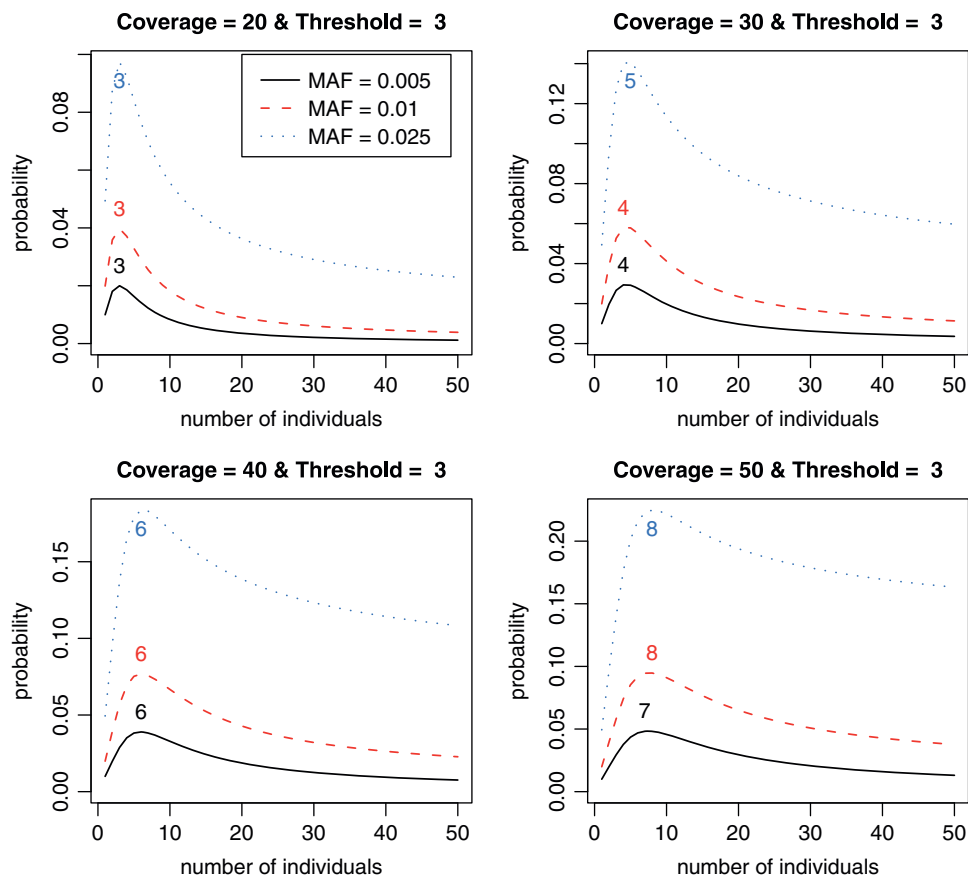 Coverage = 20 & Threshold = 3
probability
0.00 0.04 0.08
3
3
3
MAF = 0.005
MAF = 0.01
MAF = 0.025
0 10 20 30 40 50
number of individuals
Coverage = 30 & Threshold = 3
probability
0.00 0.04 0.08 0.12
5
4
4
0 10 20 30 40 50
number of individuals
Coverage = 40 & Threshold = 3
probability
0.00 0.05 0.10 0.15
6
6
6
0 10 20 30 40 50
number of individuals
Coverage = 50 & Threshold = 3
probability
0.00 0.05 0.10 0.15 0.20
8
8
7
0 10 20 30 40 50
number of individuals